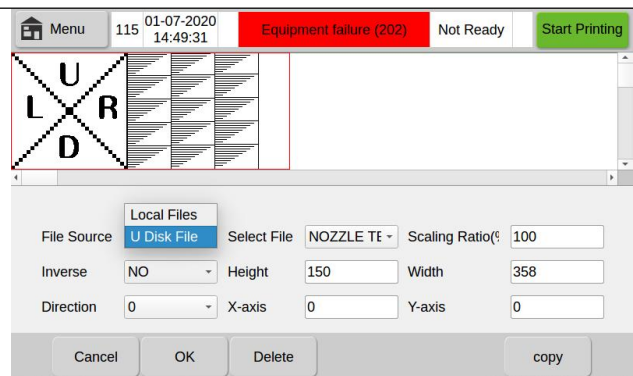 Menu
115
01-07-2020
14:49:31
Equipment failure (202)
Not Ready
Start Printing
U
L R
D
Local Files
File Source U Disk File Select File NOZZLE TE Scaling Ratio(% 100
Inverse NO Height 150 Width 358
Direction 0 X-axis 0 Y-axis 0
Cancel OK Delete copy